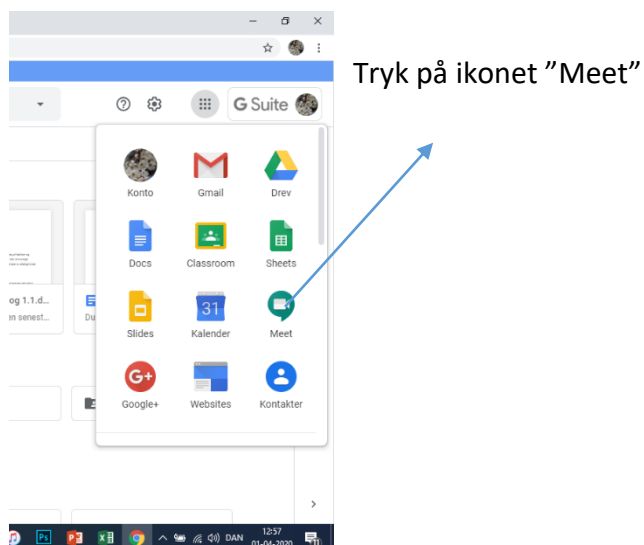 Tryk på ikonet ”Meet”
G Suite
Konto Gmail Drev
Docs Classroom Sheets
og 1.1.d...
en senest...
Du
31
Slides Kalender Meet
G+
Google+ Websites Kontakter
Ps
DAN
12:57
01-04-2020